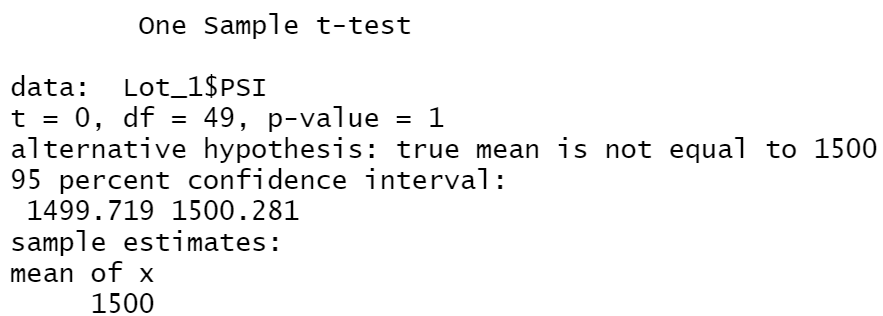 One Sample t-test
data: Lot_1$PSI
t = 0, df = 49, p-value = 1
alternative hypothesis: true mean is not equal to 1500
95 percent confidence interval:
1499.719 1500.281
sample estimates:
mean of x
1500